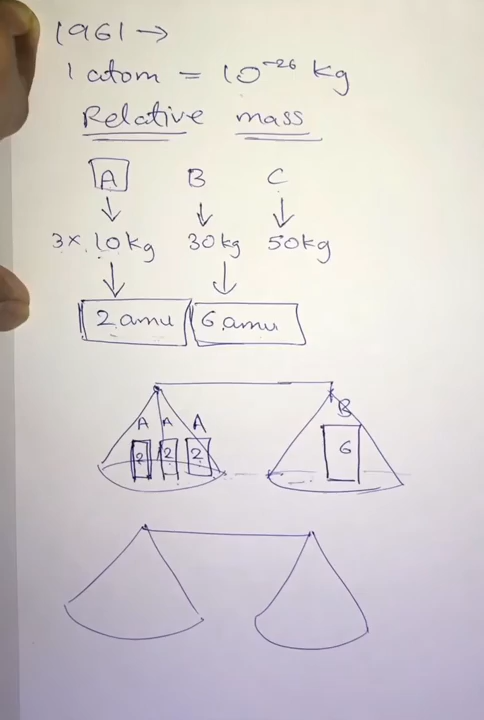 1961 →
1 atom = 10⁻²⁶ kg
Relative mass
A B C
3× 10kg 30kg 50kg
2 amu 6 amu
A A A B
2 2 2 6